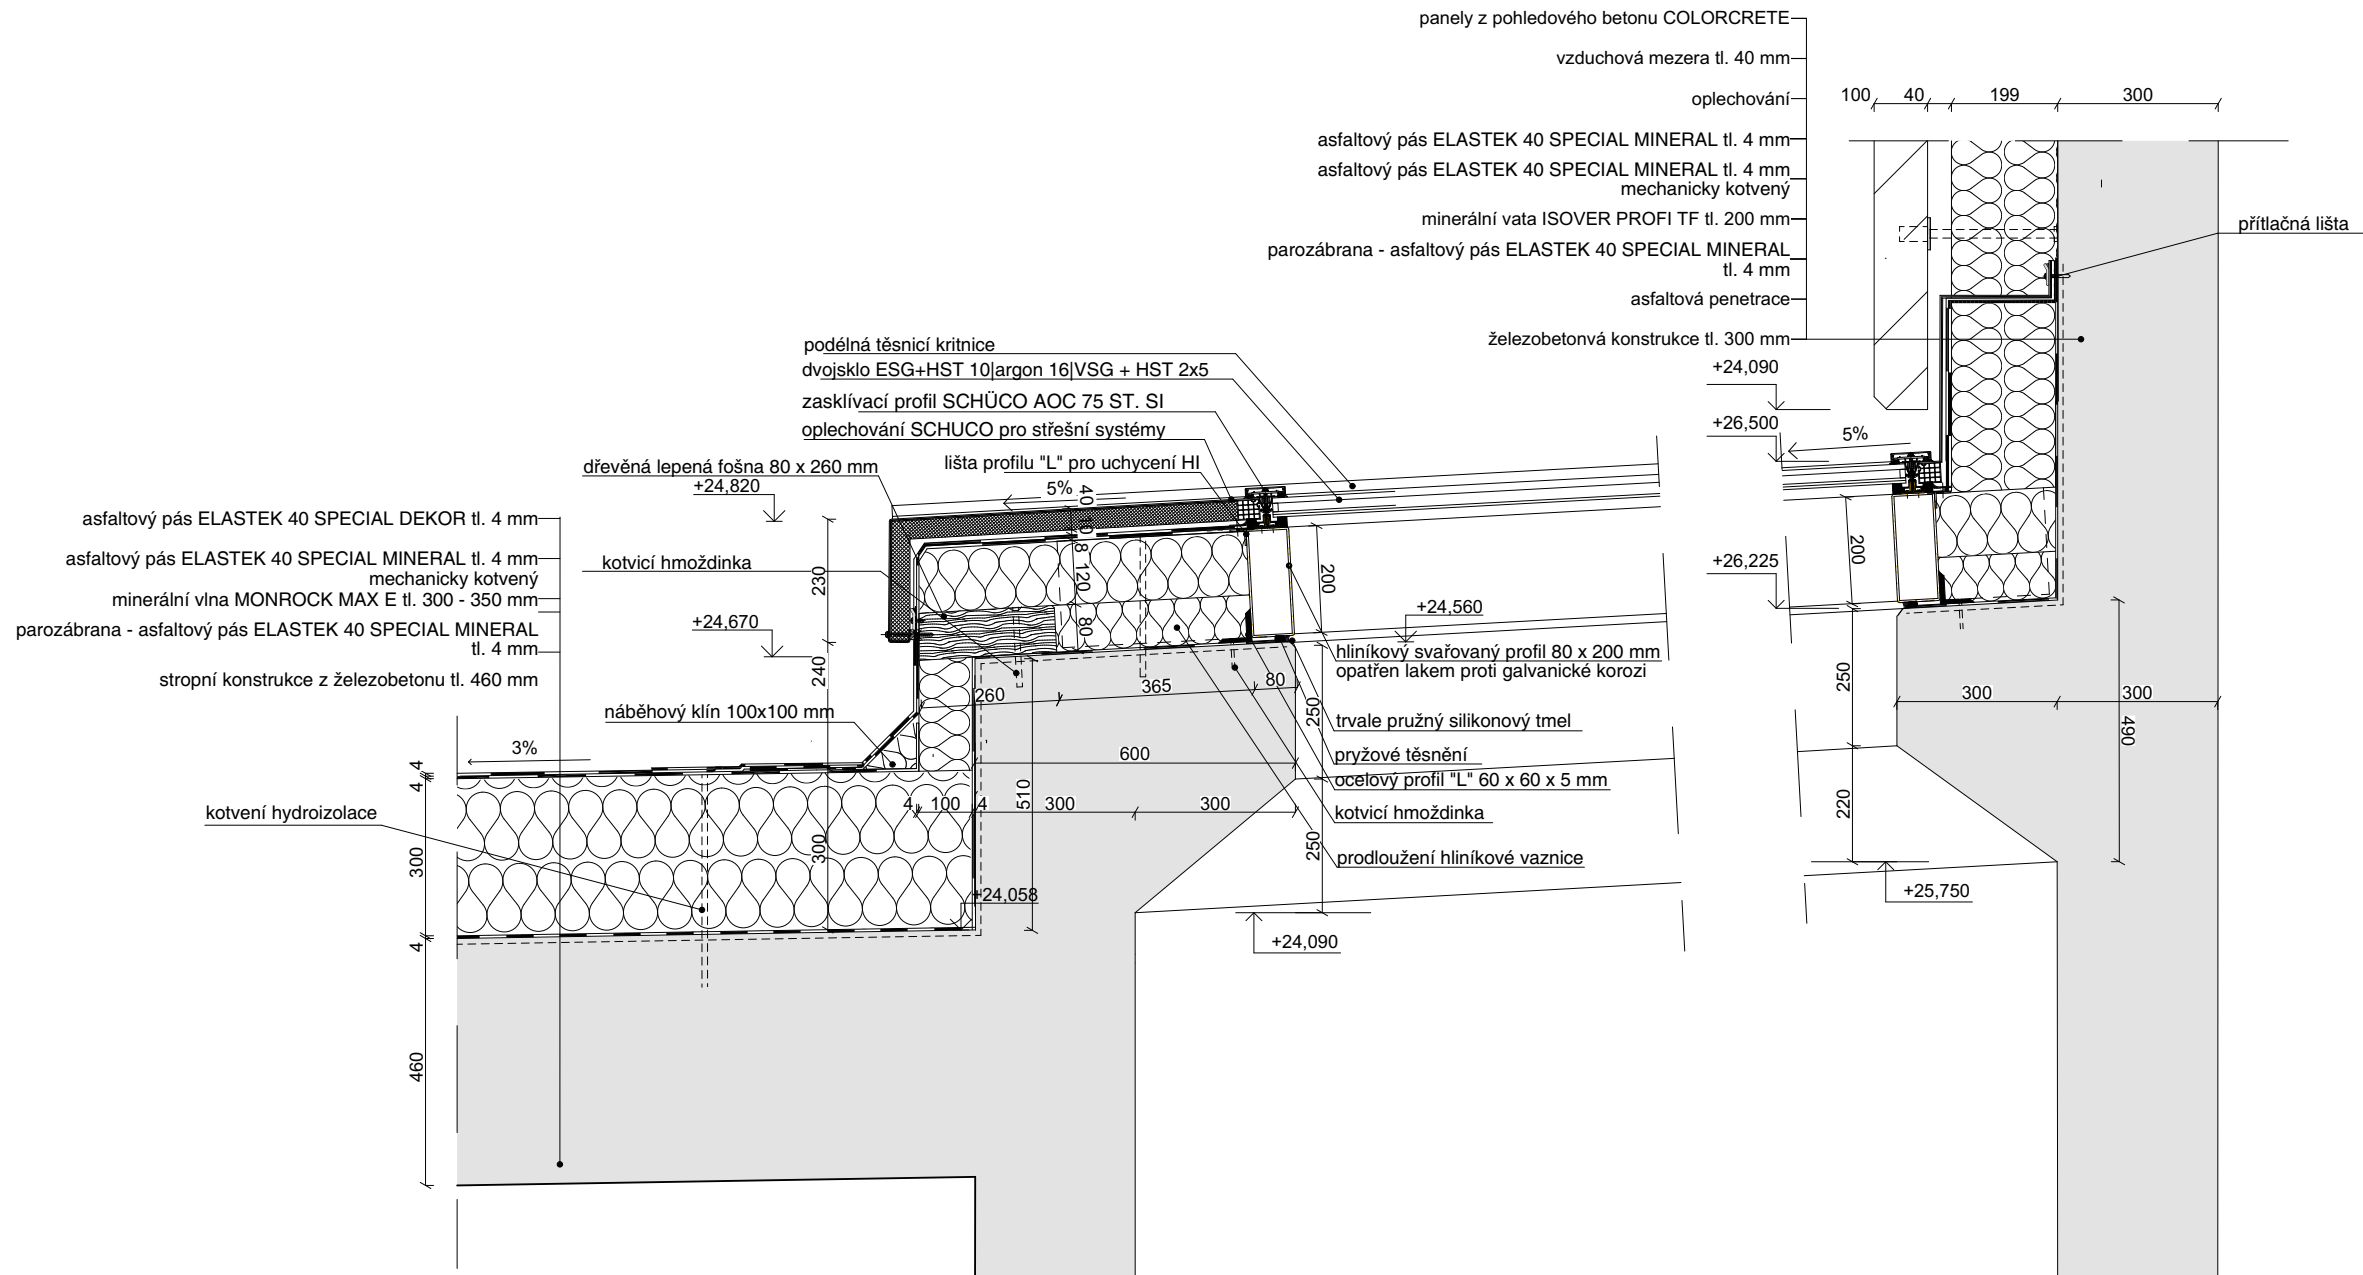 panely z pohledového betonu COLORCRETE
vzduchová mezera tl. 40 mm
oplechování
asfaltový pás ELASTEK 40 SPECIAL MINERAL tl. 4 mm
asfaltový pás ELASTEK 40 SPECIAL MINERAL tl. 4 mm
mechanicky kotvený
minerální vata ISOVER PROFI TF tl. 200 mm
parozábrana - asfaltový pás ELASTEK 40 SPECIAL MINERAL
tl. 4 mm
asfaltová penetrace
železobetonvá konstrukce tl. 300 mm
100
40
199
300
přítlačná lišta
podélná těsnicí kritnice
dvojsklo ESG+HST 10|argon 16|VSG + HST 2x5
zasklívací profil SCHÜCO AOC 75 ST. SI
oplechování SCHUCO pro střešní systémy
lišta profilu "L" pro uchycení HI
dřevěná lepená fošna 80 x 260 mm
+24,820
5%
+24,090
+26,500
5%
asfaltový pás ELASTEK 40 SPECIAL DEKOR tl. 4 mm
asfaltový pás ELASTEK 40 SPECIAL MINERAL tl. 4 mm
mechanicky kotvený
minerální vlna MONROCK MAX E tl. 300 - 350 mm
parozábrana - asfaltový pás ELASTEK 40 SPECIAL MINERAL
tl. 4 mm
stropní konstrukce z železobetonu tl. 460 mm
kotvicí hmoždinka
+24,670
náběhový klín 100x100 mm
3%
kotvení hydroizolace
230
240
300
40
8
120
80
200
+24,560
+26,225
200
hliníkový svařovaný profil 80 x 200 mm
opatřen lakem proti galvanické korozi
260
365
80
trvale pružný silikonový tmel
pryžové těsnění
ocelový profil "L" 60 x 60 x 5 mm
kotvicí hmoždinka
prodloužení hliníkové vaznice
600
4
100
4
300
300
510
250
250
250
220
300
300
490
+24,058
+24,090
+25,750
4
4
300
4
460